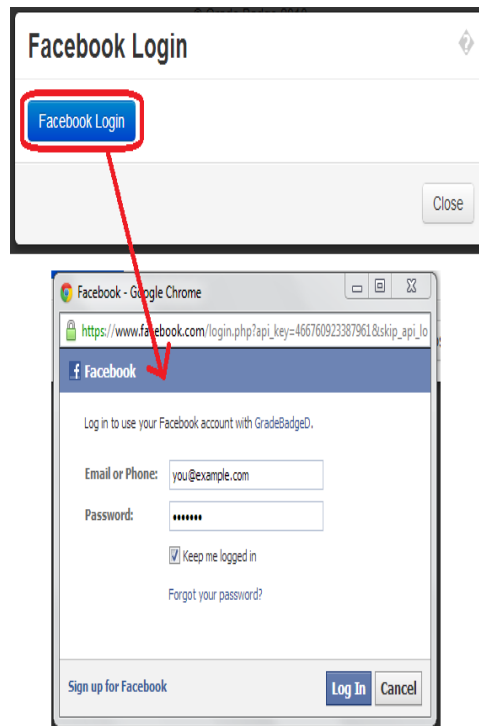 Facebook Login
Facebook Login
Close
Facebook - Google Chrome
https://www.facebook.com/login.php?api_key=466760923387961&skip_api_lo
f Facebook
Log in to use your Facebook account with GradeBadgeD.
Email or Phone: you@example.com
Password: •••••••
Keep me logged in
Forgot your password?
Sign up for Facebook Log In Cancel